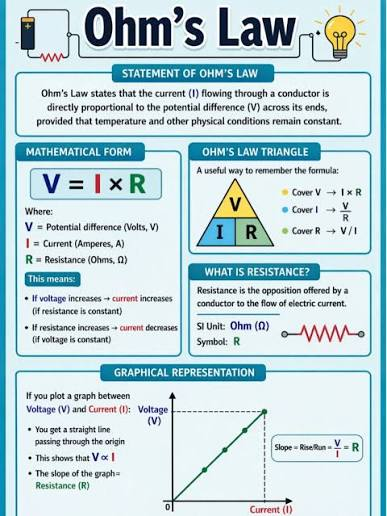 Ohm's Law
STATEMENT OF OHM'S LAW
Ohm's Law states that the current (I) flowing through a conductor is
directly proportional to the potential difference (V) across its ends,
provided that temperature and other physical conditions remain constant.
MATHEMATICAL FORM
V = I × R
Where:
V = Potential difference (Volts, V)
I = Current (Amperes, A)
R = Resistance (Ohms, Ω)
This means:
• If voltage increases → current increases
(if resistance is constant)
• If resistance increases → current decreases
(if voltage is constant)
OHM'S LAW TRIANGLE
A useful way to remember the formula:
V
I R
Cover V → I × R
Cover I → V/R
Cover R → V / I
WHAT IS RESISTANCE?
Resistance is the opposition offered by a
conductor to the flow of electric current.
SI Unit: Ohm (Ω)
Symbol: R
GRAPHICAL REPRESENTATION
If you plot a graph between
Voltage (V) and Current (I):
• You get a straight line
passing through the origin
• This shows that V ∝ I
• The slope of the graph=
Resistance (R)
Voltage
(V)
0
Current (I)
Slope = Rise/Run = V/I = R